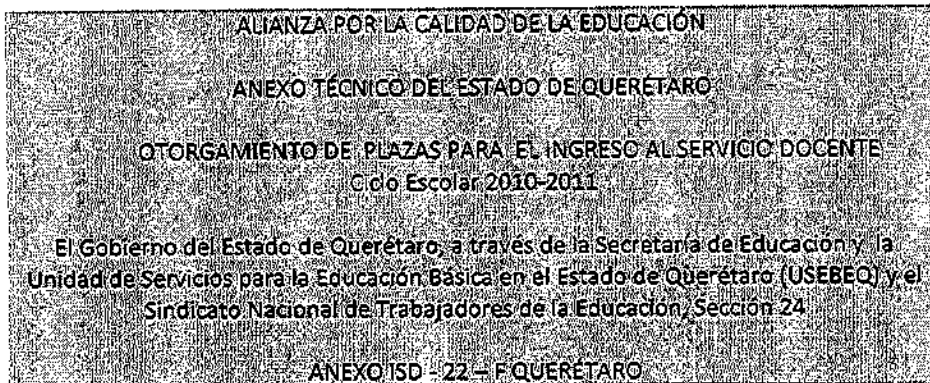 ALIANZA POR LA CALIDAD DE LA EDUCACIÓN
ANEXO TÉCNICO DEL ESTADO DE QUERÉTARO
OTORGAMIENTO DE PLAZAS PARA EL INGRESO AL SERVICIO DOCENTE
Ciclo Escolar 2010-2011
El Gobierno del Estado de Querétaro, a través de la Secretaría de Educación y la
Unidad de Servicios para la Educación Básica en el Estado de Querétaro (USEBEQ) y el
Sindicato Nacional de Trabajadores de la Educación, Sección 24
ANEXO ISD - 22 – F QUERÉTARO